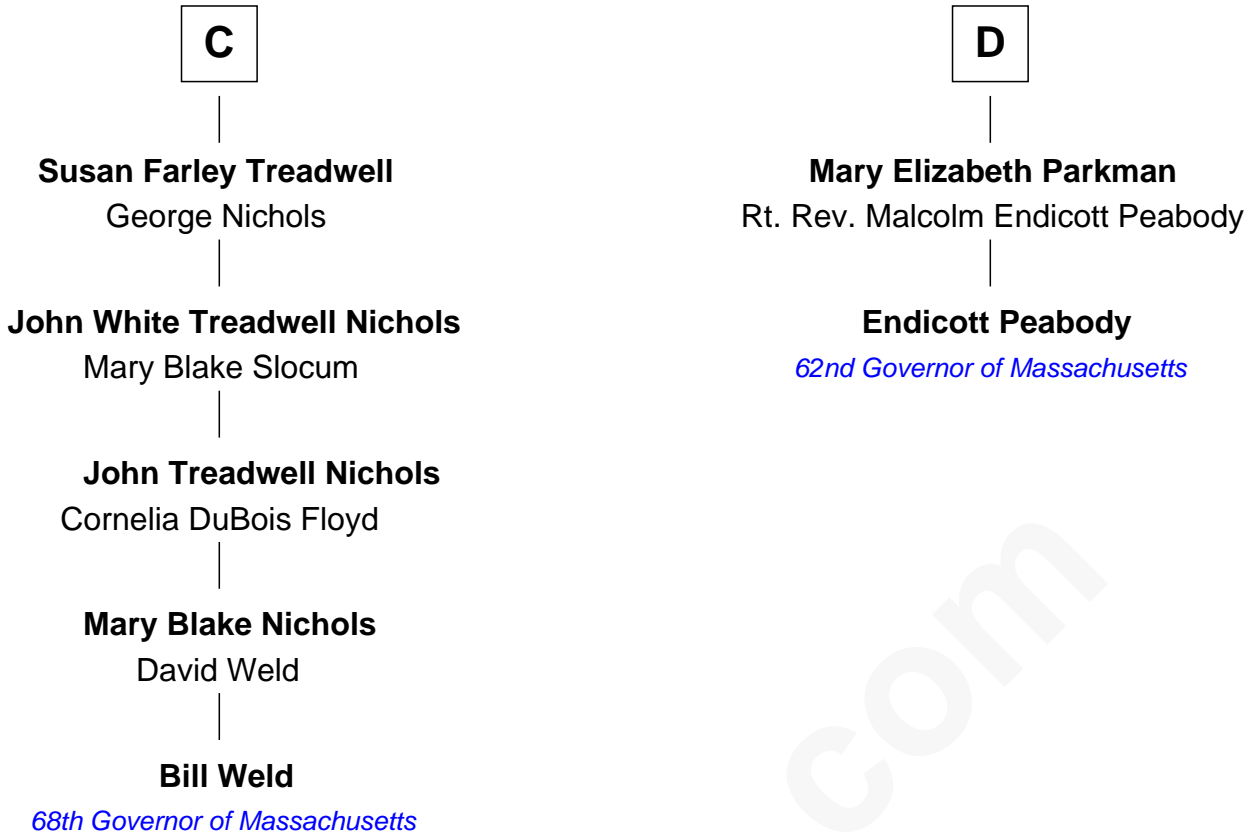 C
Susan Farley Treadwell
George Nichols
John White Treadwell Nichols
Mary Blake Slocum
John Treadwell Nichols
Cornelia DuBois Floyd
Mary Blake Nichols
David Weld
Bill Weld
68th Governor of Massachusetts
D
Mary Elizabeth Parkman
Rt. Rev. Malcolm Endicott Peabody
Endicott Peabody
62nd Governor of Massachusetts
com